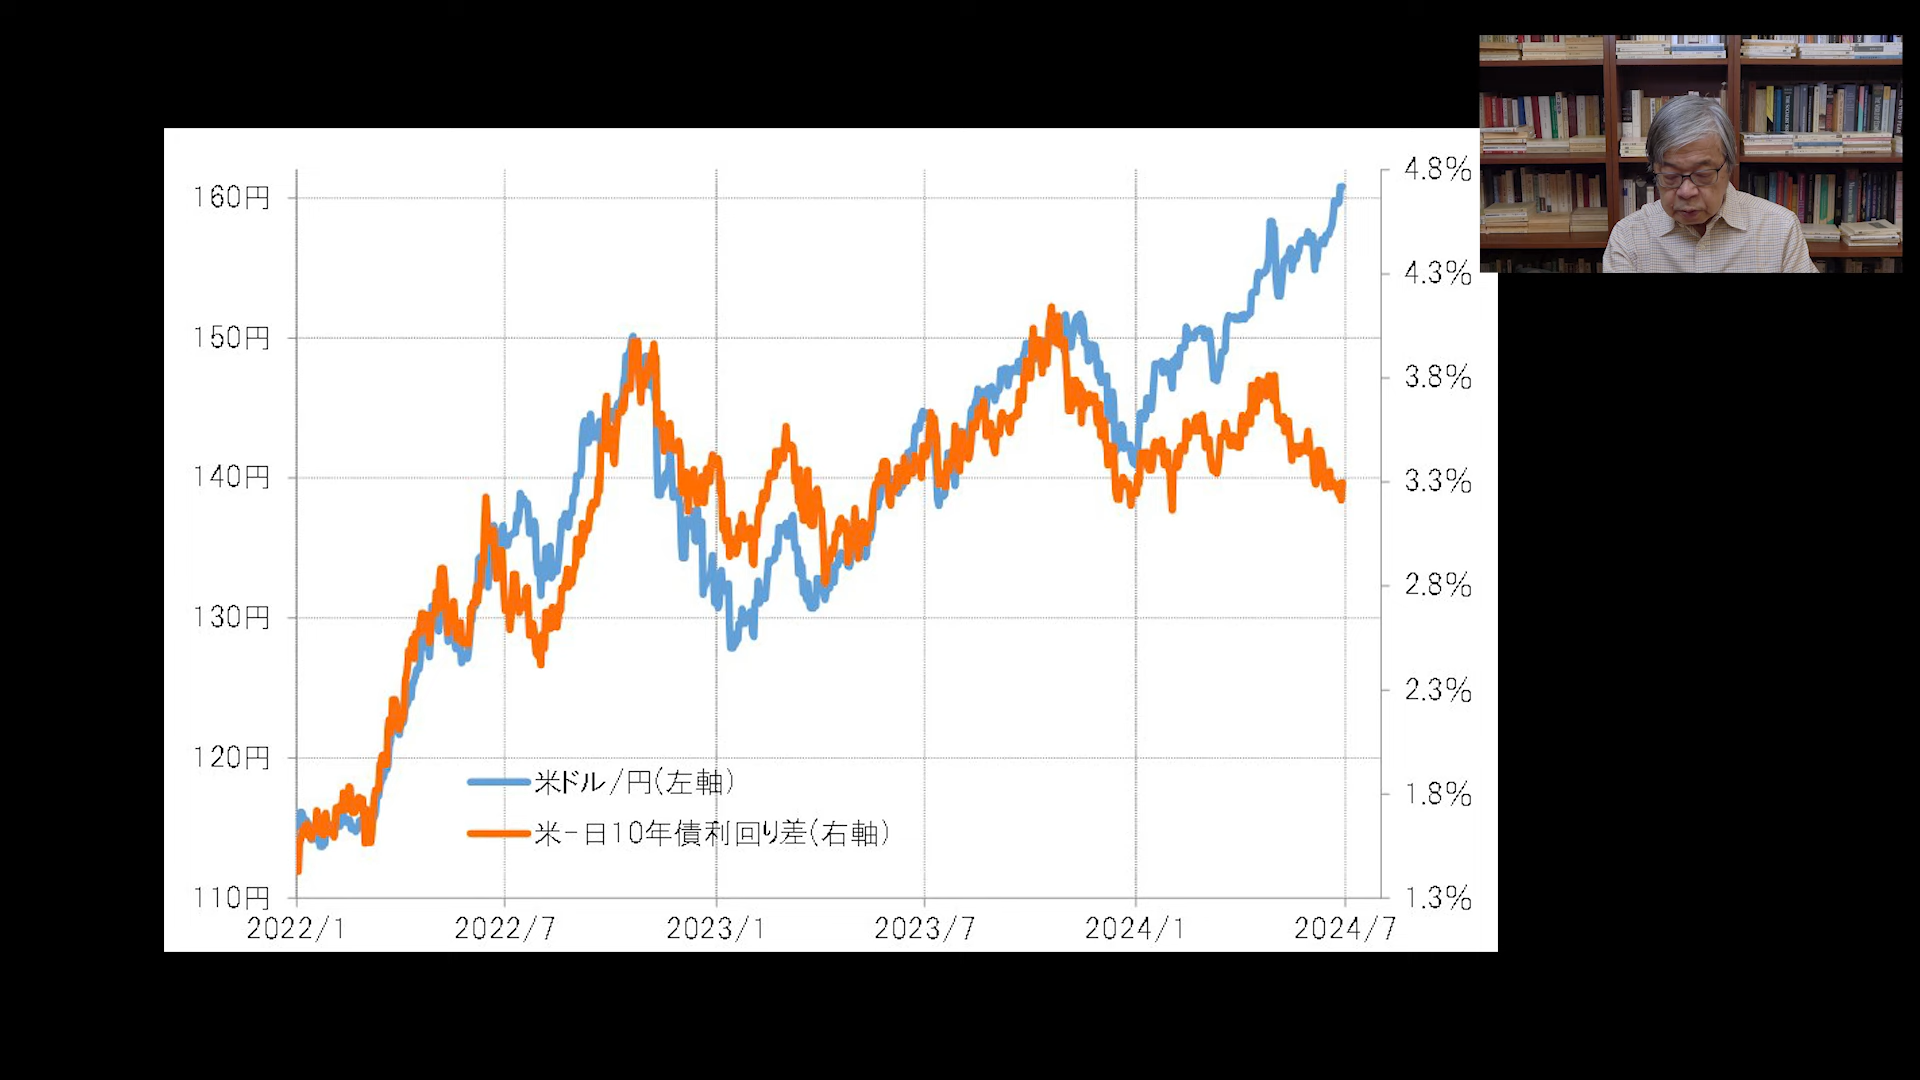 160円
150円
140円
130円
120円
110円
4.8%
4.3%
3.8%
3.3%
2.8%
2.3%
1.8%
1.3%
米ドル/円(左軸)
米-日10年債利回り差(右軸)
2022/1
2022/7
2023/1
2023/7
2024/1
2024/7